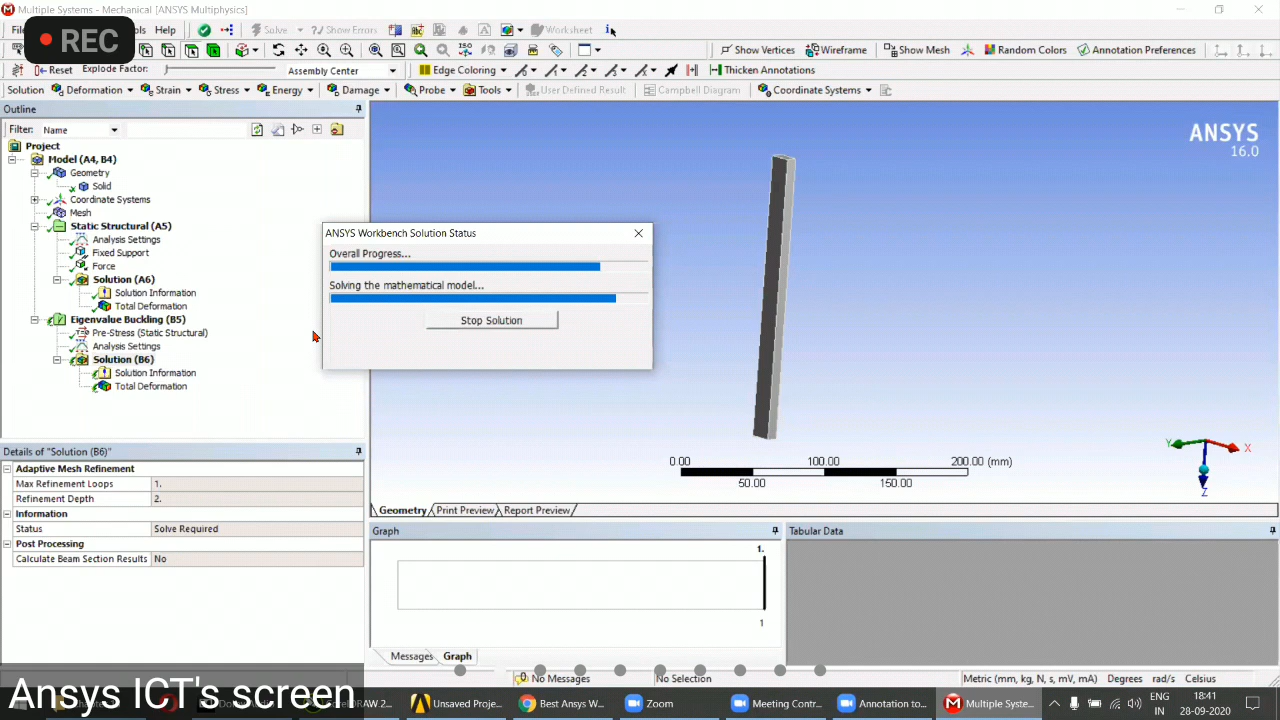 Multiple Systems - Mechanical [ANSYS Multiphysics]
Help
Solve
Show Errors
Worksheet
REC
Show Vertices
Wireframe
Show Mesh
Random Colors
Annotation Preferences
Reset
Explode Factor:
Assembly Center
Edge Coloring
Thicken Annotations
Solution
Deformation
Strain
Stress
Energy
Damage
Probe
Tools
User Defined Result
Campbell Diagram
Coordinate Systems
Outline
Filter: Name
Project
Model (A4, B4)
Geometry
Solid
Coordinate Systems
Mesh
Static Structural (A5)
Analysis Settings
Fixed Support
Force
Solution (A6)
Solution Information
Total Deformation
Eigenvalue Buckling (B5)
Pre-Stress (Static Structural)
Analysis Settings
Solution (B6)
Solution Information
Total Deformation
ANSYS Workbench Solution Status
Overall Progress...
Solving the mathematical model...
Stop Solution
ANSYS
16.0
0.00 100.00 200.00 (mm)
50.00 150.00
Y X
Z
Details of "Solution (B6)"
Adaptive Mesh Refinement
Max Refinement Loops 1.
Refinement Depth 2.
Information
Status Solve Required
Post Processing
Calculate Beam Section Results No
Geometry Print Preview Report Preview
Graph
1.
1
Messages Graph
Tabular Data
0 No Messages
No Selection
Metric (mm, kg, N, s, mV, mA) Degrees rad/s Celsius
Ansys ICT's screen
Unsaved Proje...
Best Ansys W...
Zoom
Meeting Contr...
Annotation to...
Multiple Syste...
ENG
IN
18:41
28-09-2020